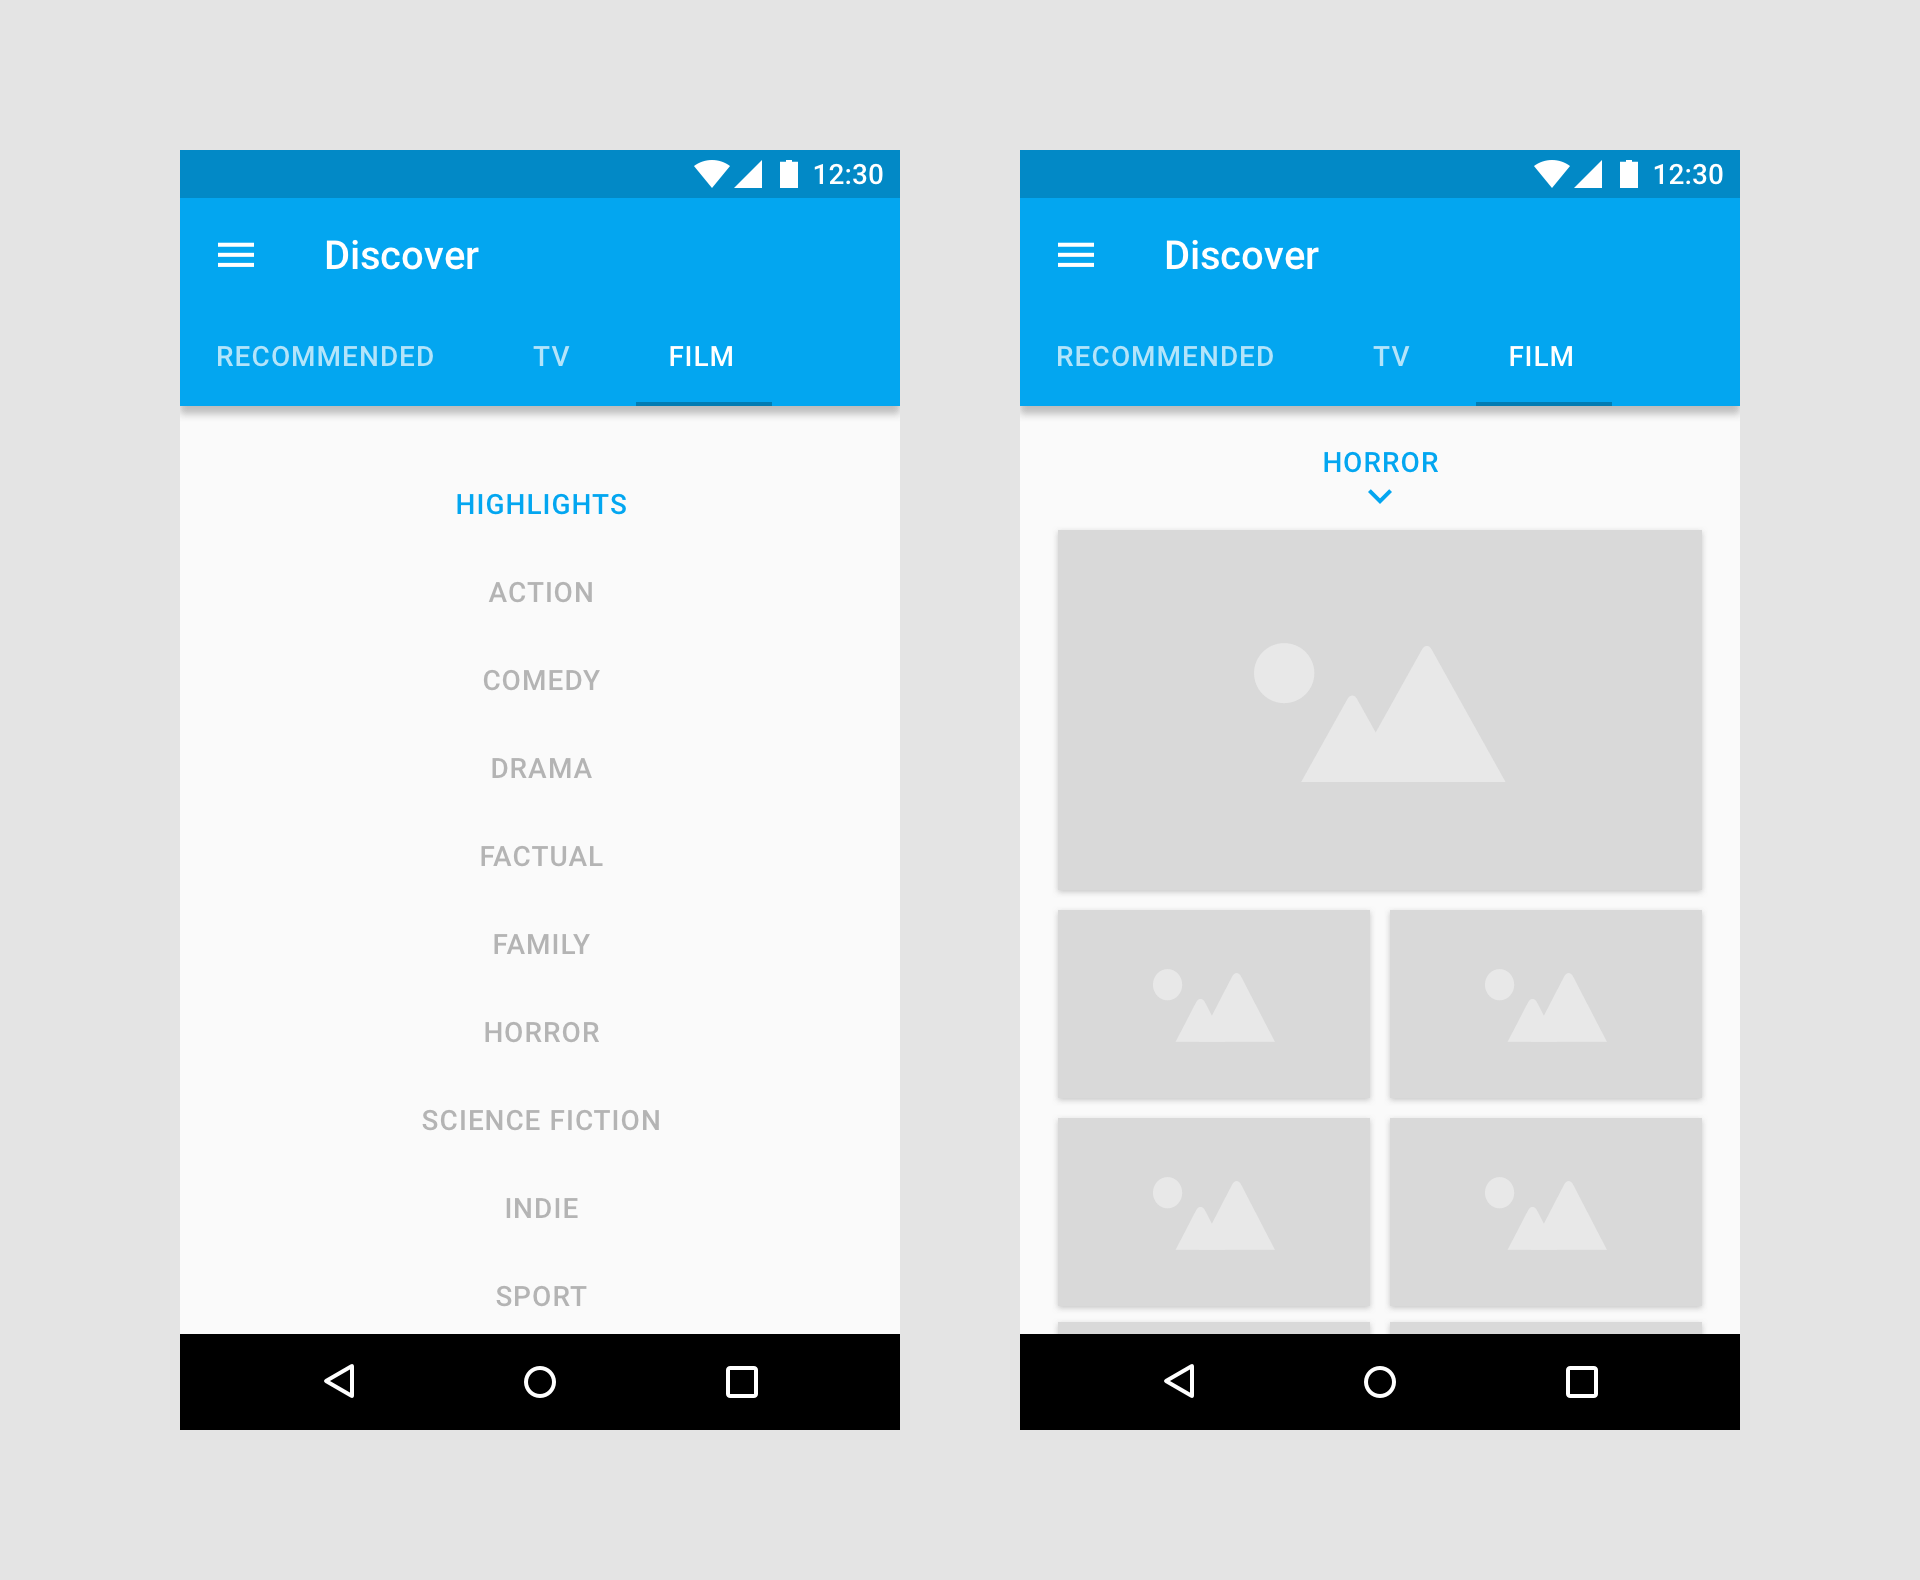 12:30
Discover
RECOMMENDED TV FILM
HIGHLIGHTS
ACTION
COMEDY
DRAMA
FACTUAL
FAMILY
HORROR
SCIENCE FICTION
INDIE
SPORT
12:30
Discover
RECOMMENDED TV FILM
HORROR